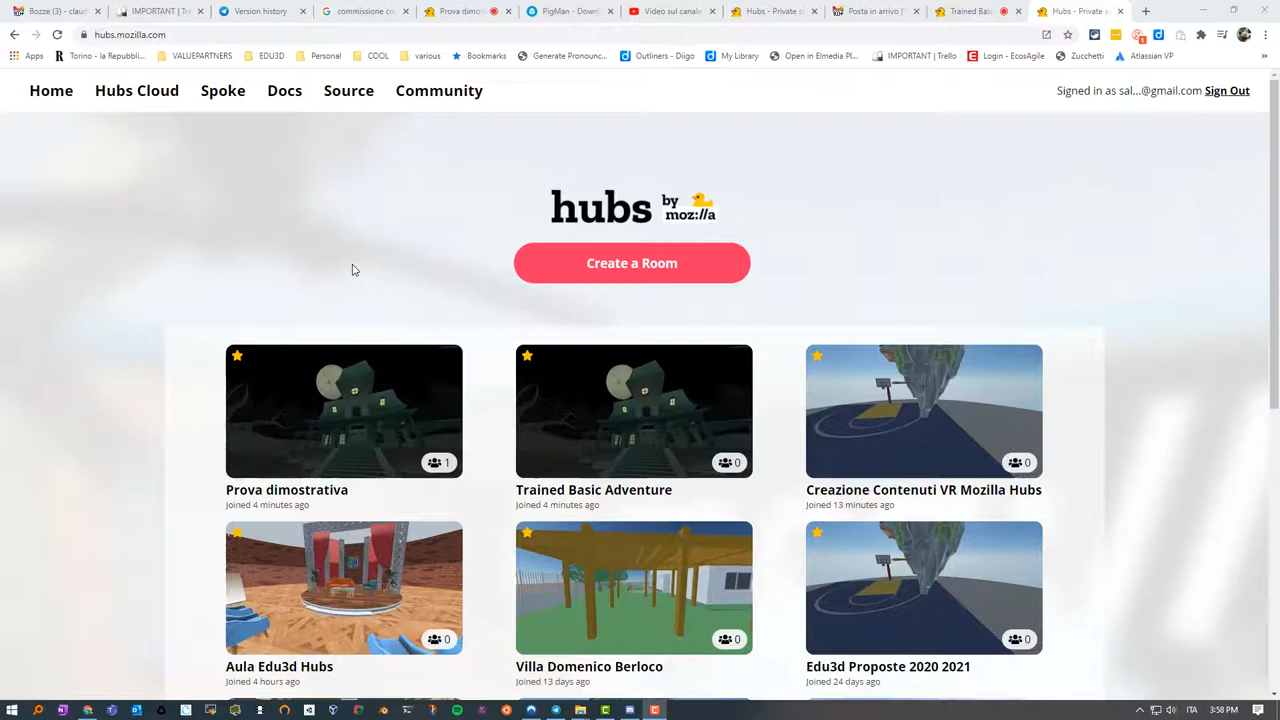 Bozze (3) - claud
IMPORTANT | Tre
Version history
commissione co
Prova dimo
PigMan - Down
Video sul canale
Hubs - Private s
Posta in arrivo (
Trained Bas
Hubs - Private s
hubs.mozilla.com
Apps
Torino - la Repubbli...
VALUEPARTNERS
EDU3D
Personal
COOL
various
Bookmarks
Generate Pronounc...
Outliners - Diigo
My Library
Open in Elmedia Pl...
IMPORTANT | Trello
Login - EcosAgile
Zucchetti
Atlassian VP
»
Home Hubs Cloud Spoke Docs Source Community
Signed in as sal...@gmail.com Sign Out
hubs by moz://a
Create a Room
1
0
0
Prova dimostrativa
Joined 4 minutes ago
Trained Basic Adventure
Joined 4 minutes ago
Creazione Contenuti VR Mozilla Hubs
Joined 13 minutes ago
0
0
0
Aula Edu3d Hubs
Joined 4 hours ago
Villa Domenico Berloco
Joined 13 days ago
Edu3d Proposte 2020 2021
Joined 24 days ago
ITA
3:58 PM